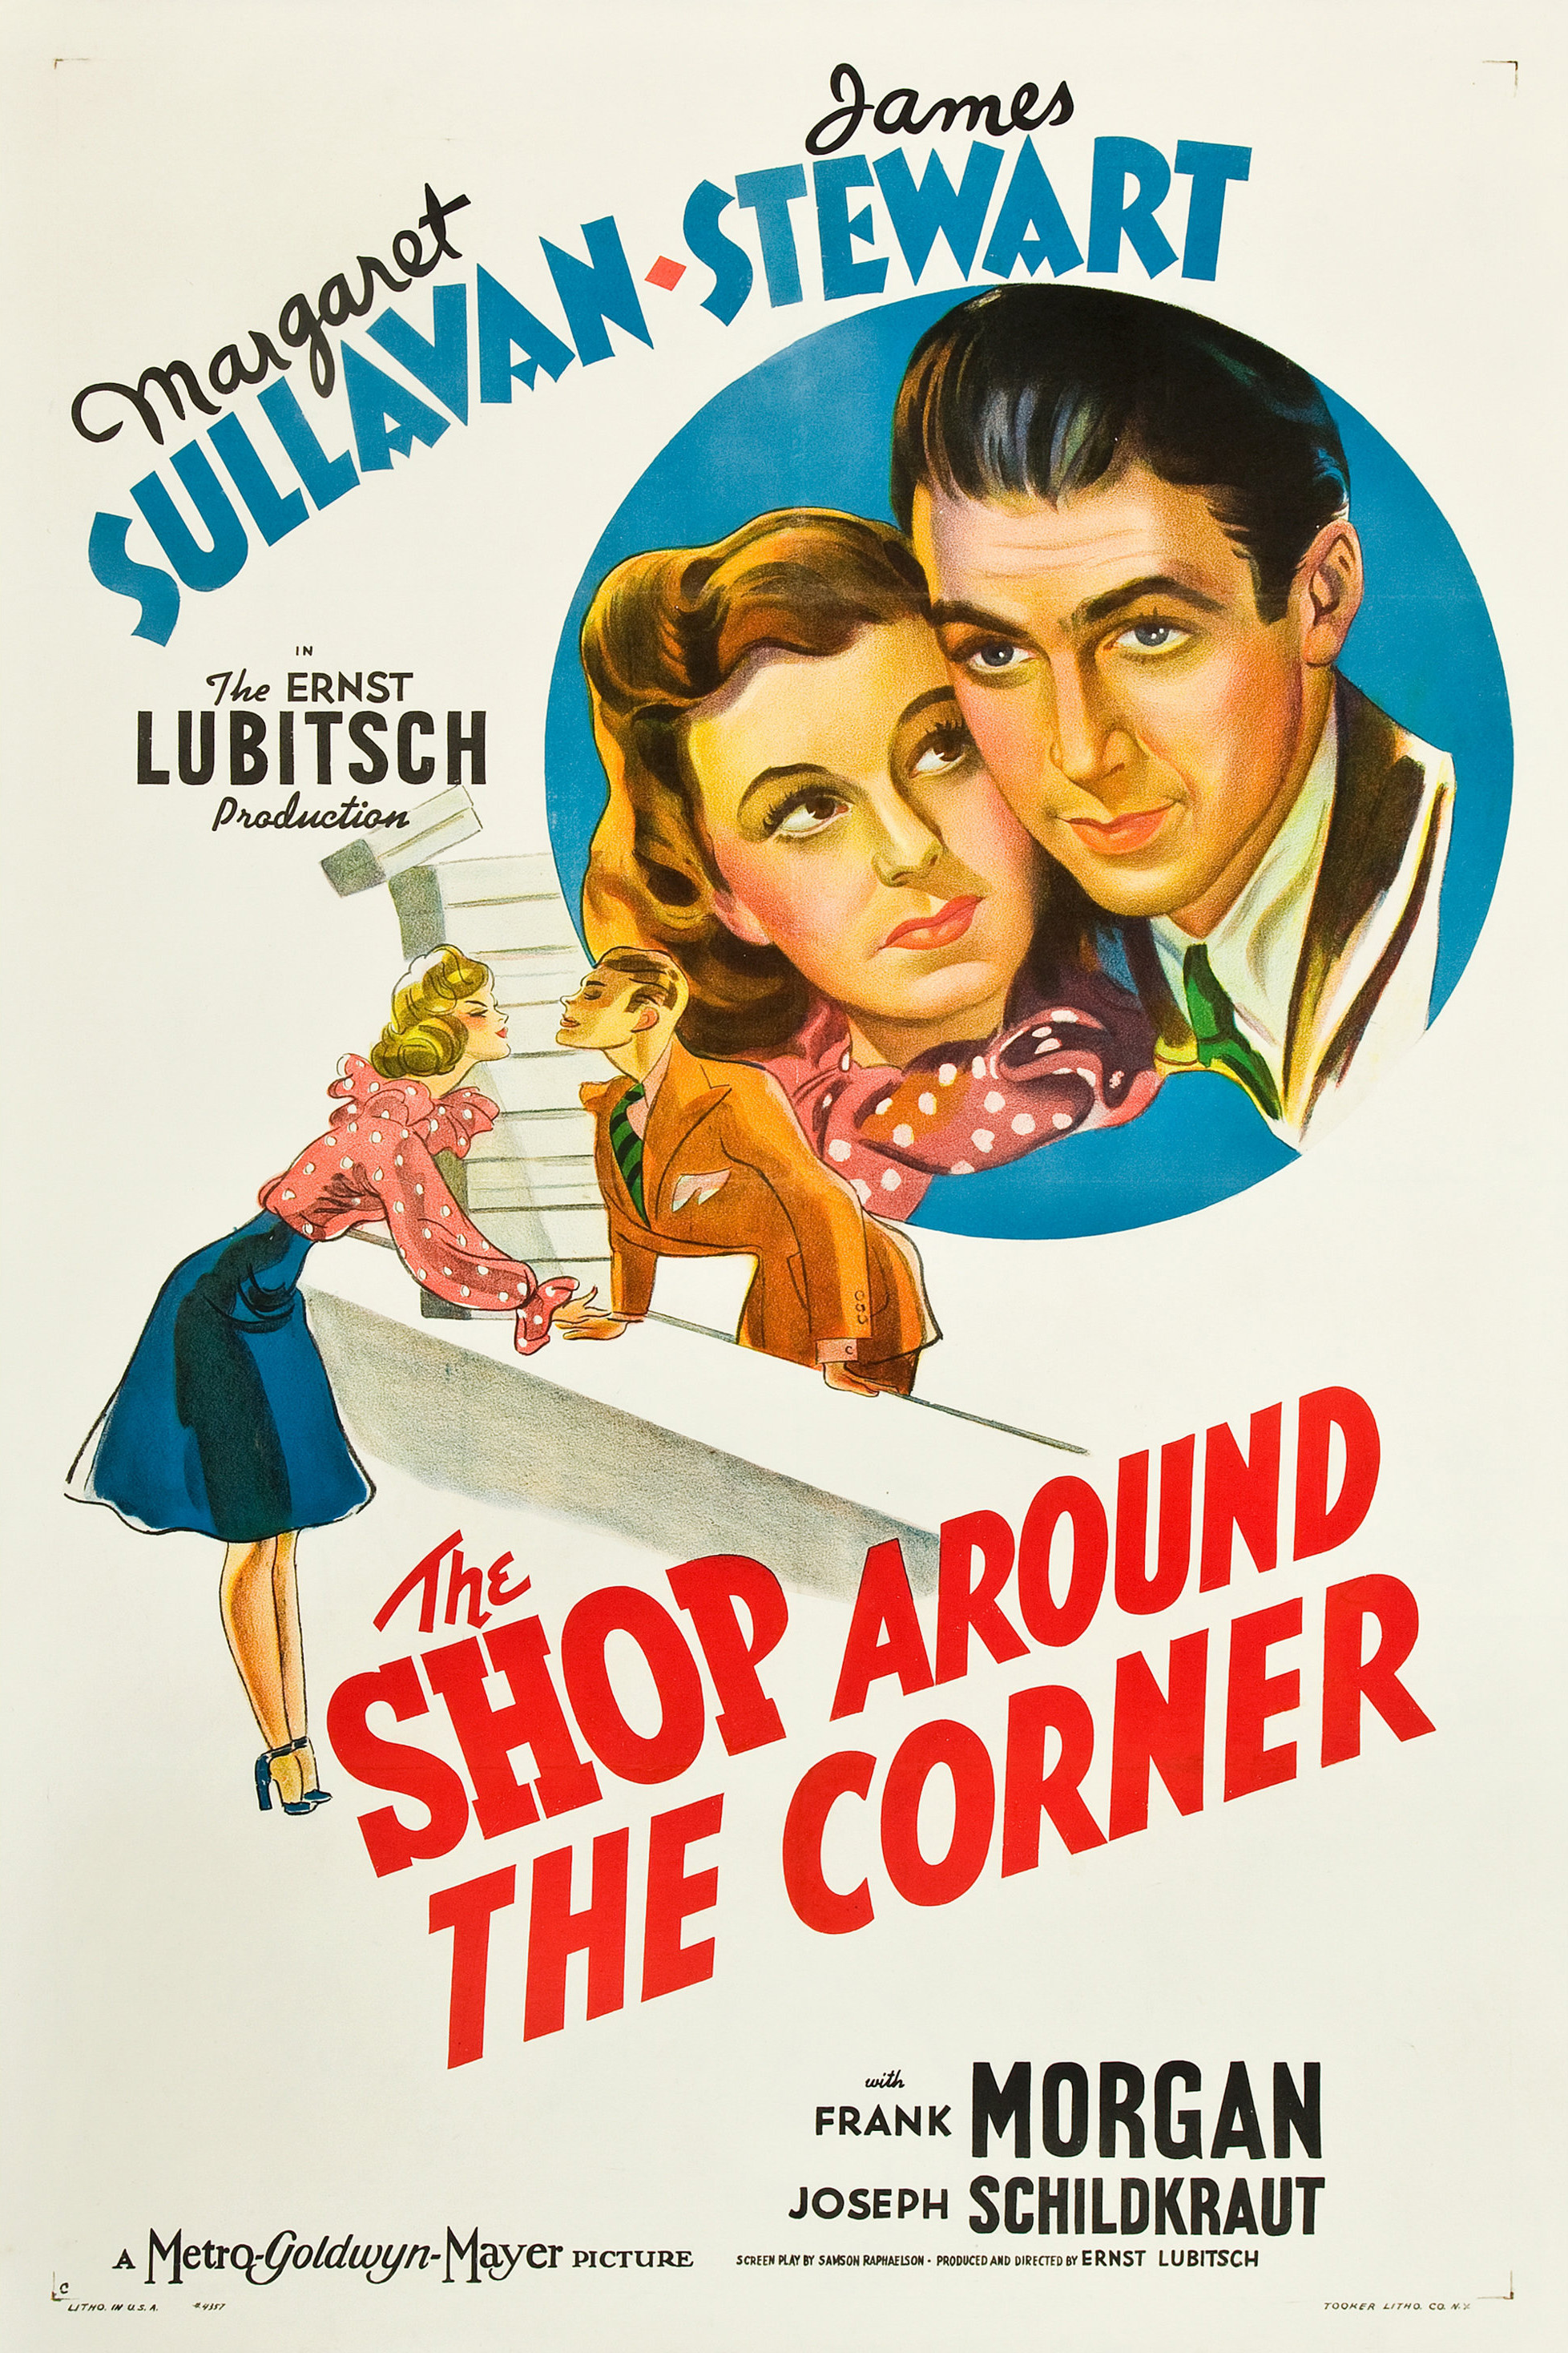 Margaret
SULLAVAN · James
STEWART
IN
The ERNST
LUBITSCH
Production
The
SHOP AROUND
THE CORNER
with
FRANK MORGAN
JOSEPH SCHILDKRAUT
A Metro-Goldwyn-Mayer PICTURE
SCREEN PLAY BY SAMSON RAPHAELSON · PRODUCED AND DIRECTED BY ERNST LUBITSCH
C
LITHO. IN U.S.A. #4357
TOOKER LITHO. CO. N.Y.